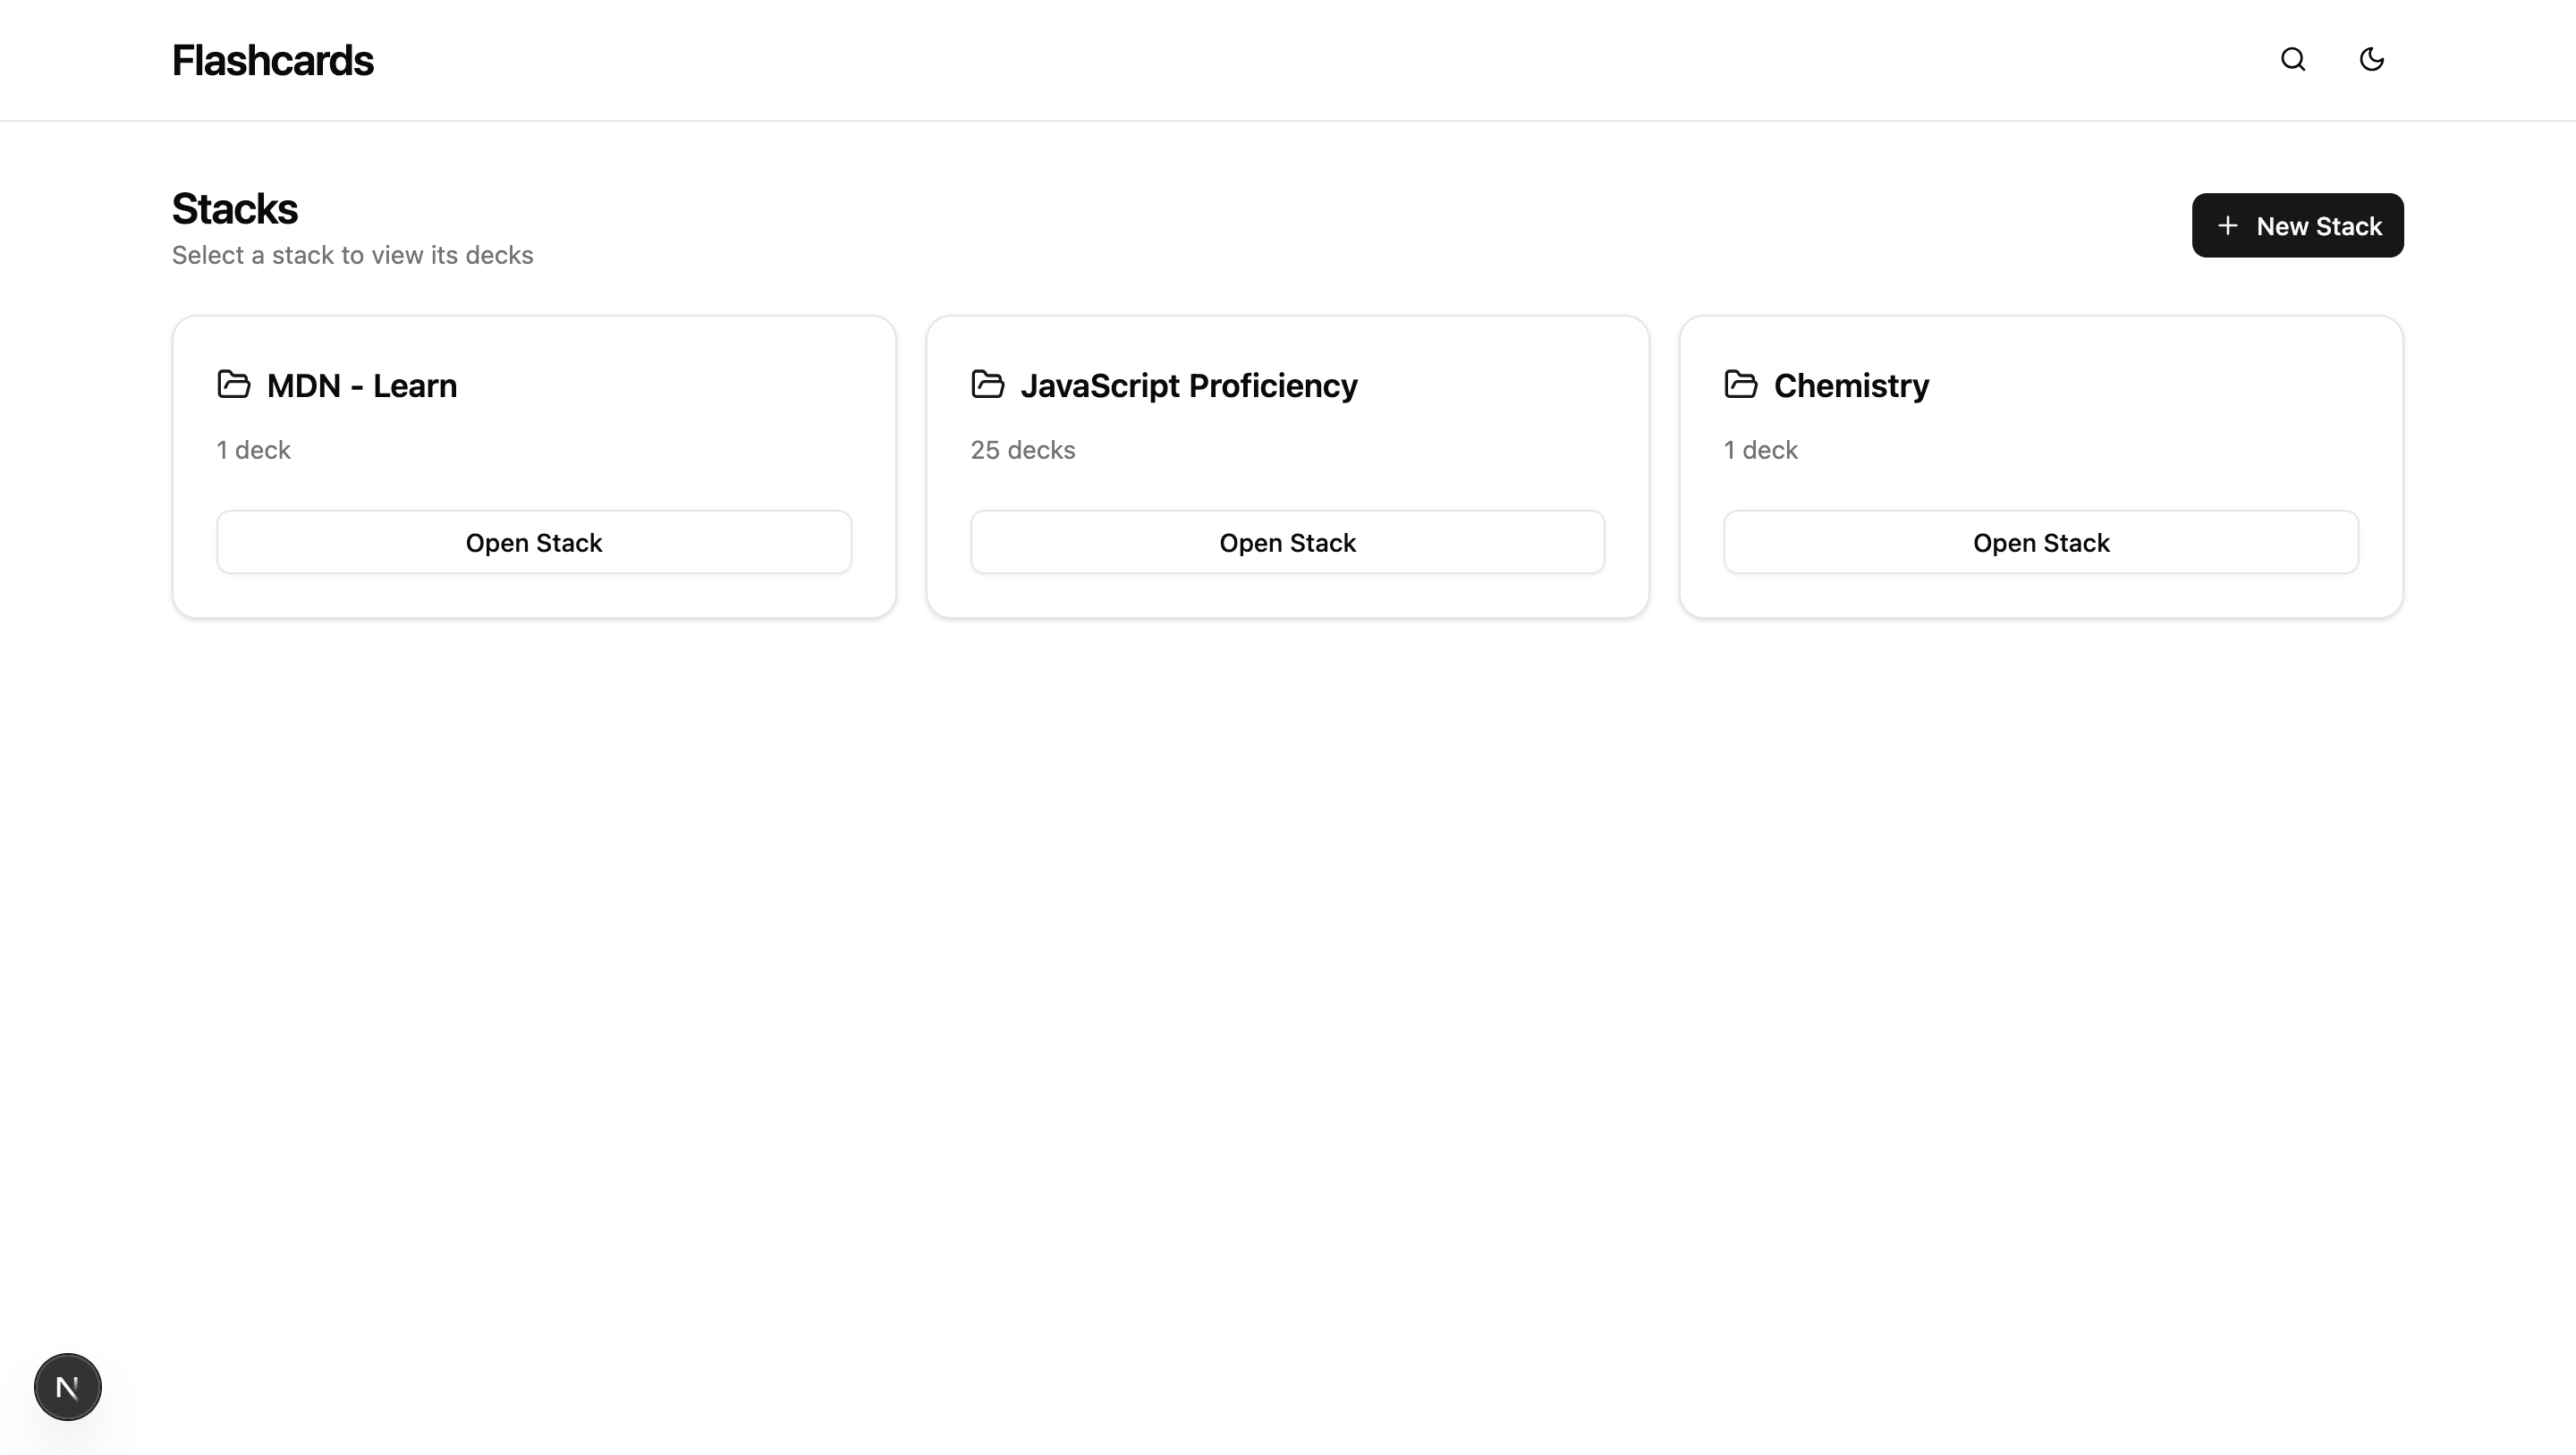 Flashcards
Stacks
Select a stack to view its decks
New Stack
MDN - Learn
1 deck
Open Stack
JavaScript Proficiency
25 decks
Open Stack
Chemistry
1 deck
Open Stack
N